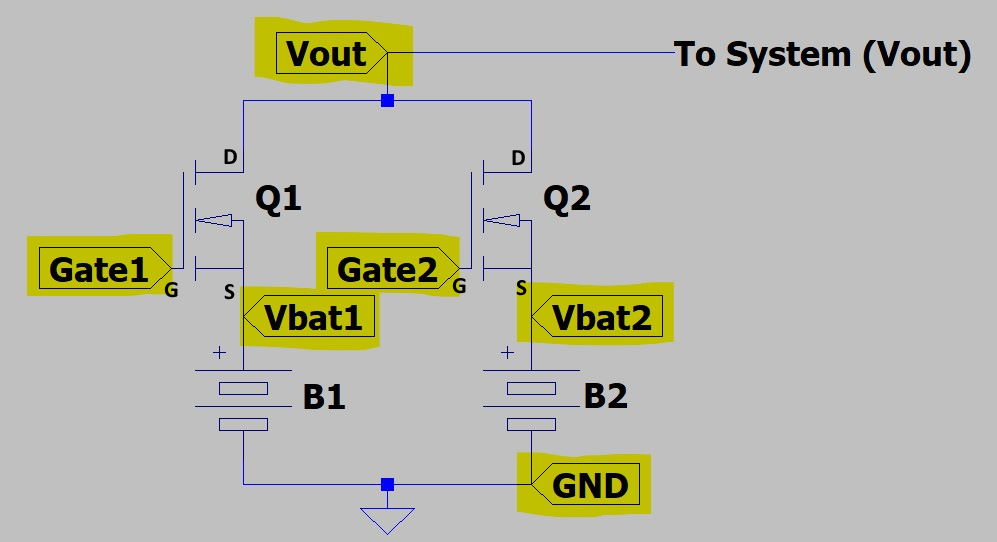 Vout
To System (Vout)
D
D
Q1
Q2
Gate1
G
S
Gate2
G
S
Vbat1
Vbat2
+
+
B1
B2
GND